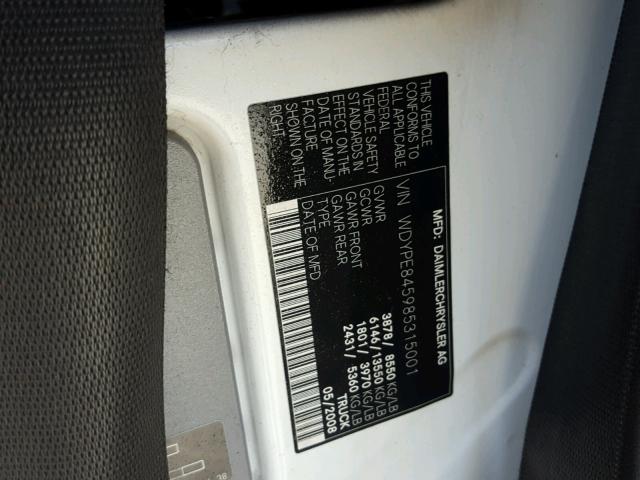 MFD: DAIMLERCHRYSLER AG
VIN WDYPE845985315001
GVWR 3878/ 8550 KG/LB
GCWR 6146/13550 KG/LB
GAWR FRONT 1801/ 3970 KG/LB
GAWR REAR 2431/ 5360 KG/LB
TYPE: TRUCK
DATE OF MFD 05/2008
THIS VEHICLE
CONFORMS TO
ALL APPLICABLE
FEDERAL
VEHICLE SAFETY
STANDARDS IN
EFFECT ON THE
DATE OF MANU-
FACTURE
SHOWN ON THE
RIGHT.